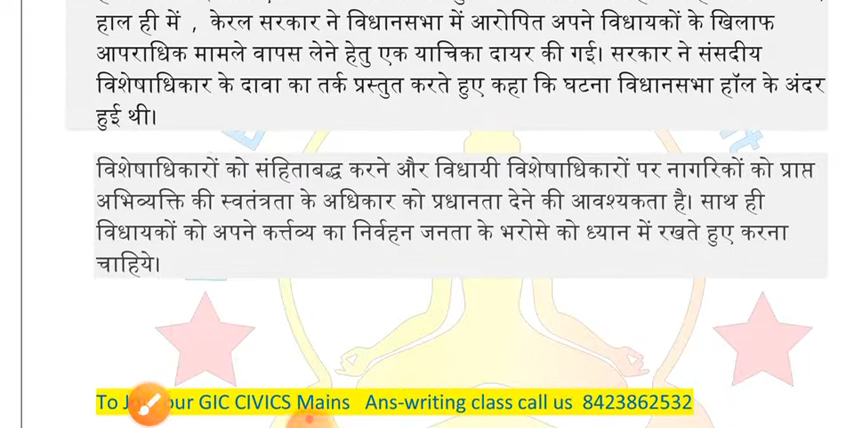 हाल ही में , केरल सरकार ने विधानसभा में आरोपित अपने विधायकों के खिलाफ
आपराधिक मामले वापस लेने हेतु एक याचिका दायर की गई। सरकार ने संसदीय
विशेषाधिकार के दावा का तर्क प्रस्तुत करते हुए कहा कि घटना विधानसभा हॉल के अंदर
हुई थी।
विशेषाधिकारों को संहिताबद्ध करने और विधायी विशेषाधिकारों पर नागरिकों को प्राप्त
अभिव्यक्ति की स्वतंत्रता के अधिकार को प्रधानता देने की आवश्यकता है। साथ ही
विधायकों को अपने कर्त्तव्य का निर्वहन जनता के भरोसे को ध्यान में रखते हुए करना
चाहिये।
To our GIC CIVICS Mains Ans-writing class call us 8423862532